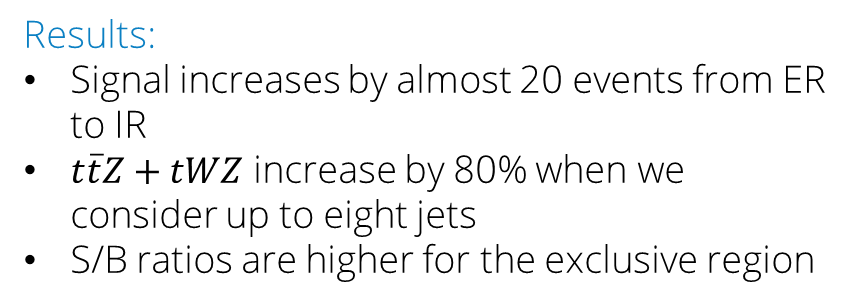 Results:
• Signal increases by almost 20 events from ER
to IR
• tt̄Z + tWZ increase by 80% when we
consider up to eight jets
• S/B ratios are higher for the exclusive region